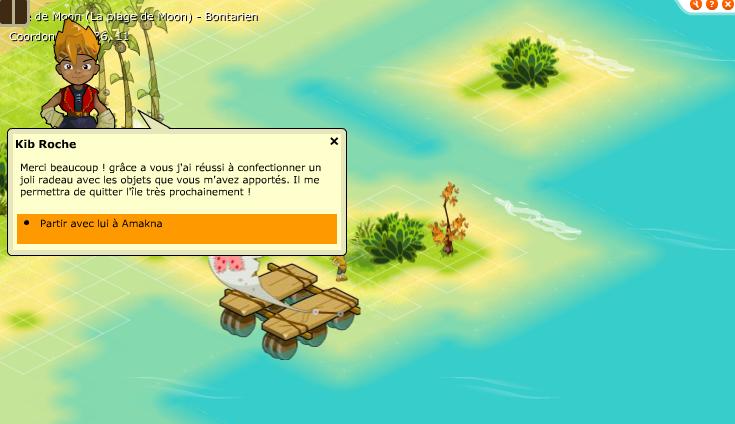 de Moon (La plage de Moon) - Bontarien
Coordon 6, 11
Kib Roche
Merci beaucoup ! grâce a vous j'ai réussi à confectionner un
joli radeau avec les objets que vous m'avez apportés. Il me
permettra de quitter l'île très prochainement !
Partir avec lui à Amakna